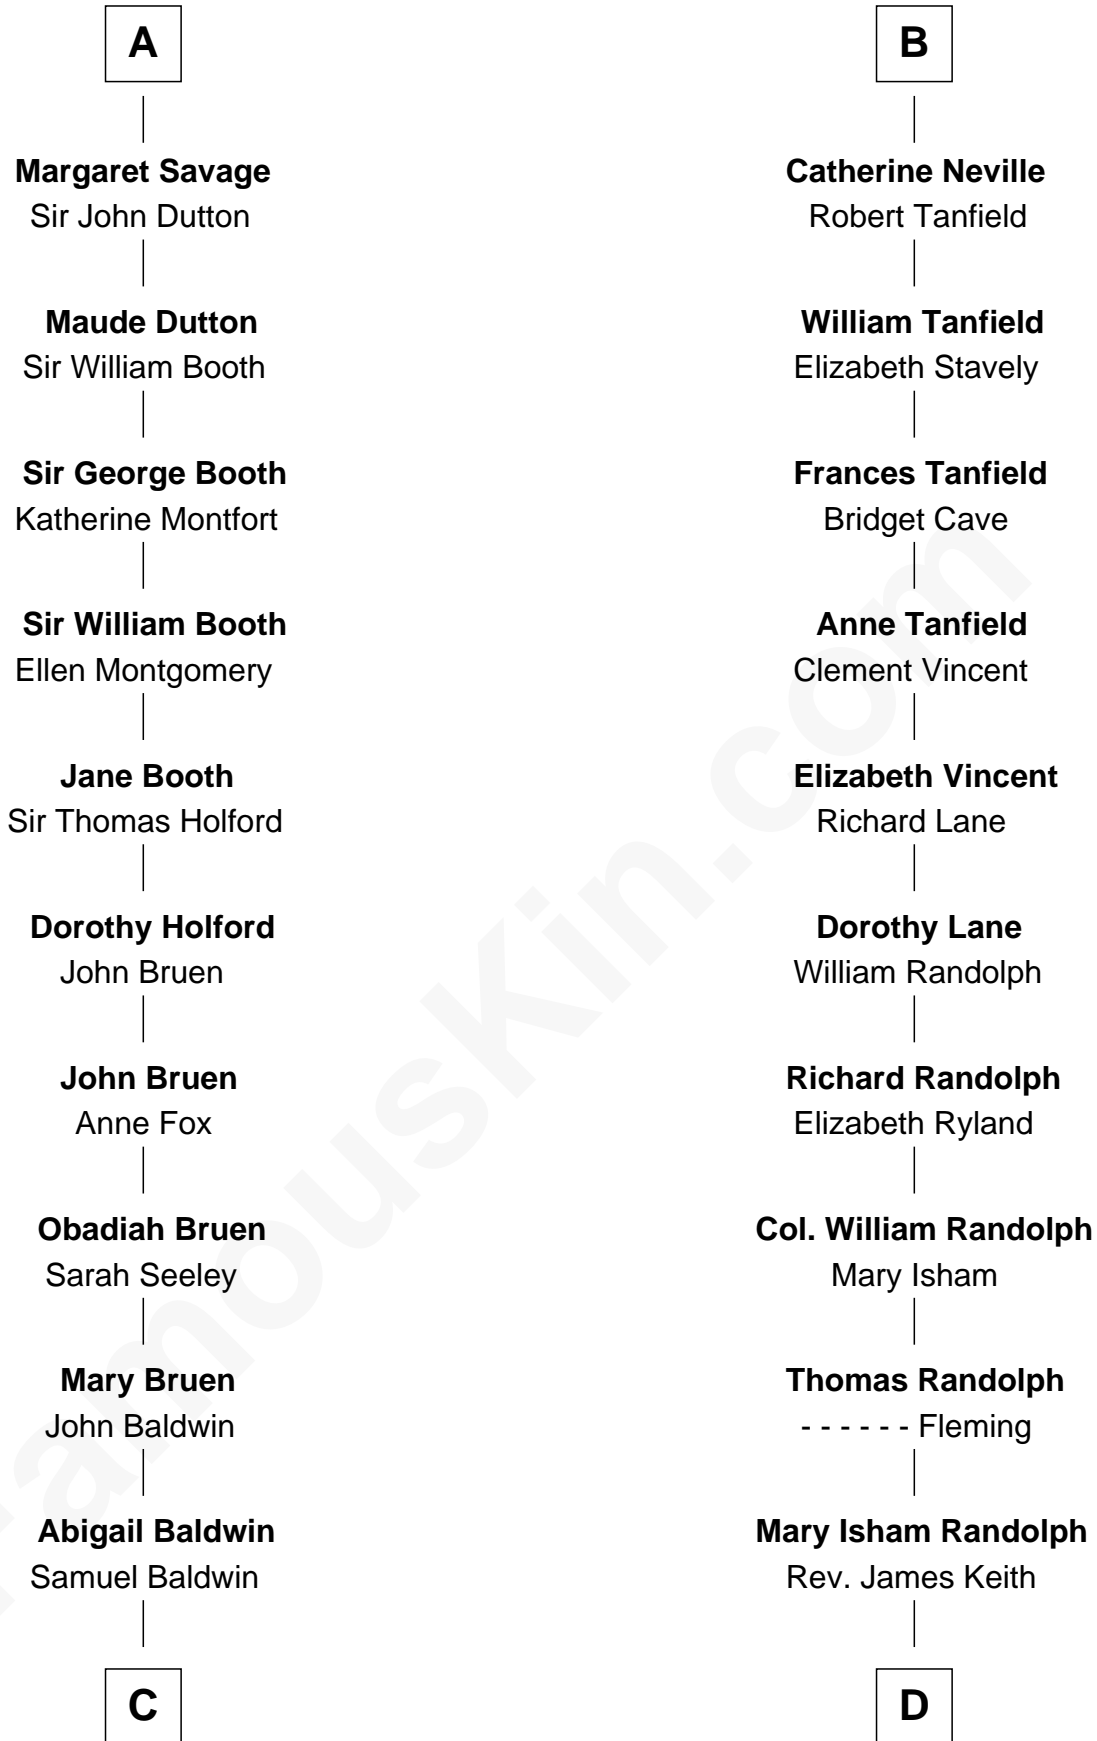 A
Margaret Savage
Sir John Dutton
Maude Dutton
Sir William Booth
Sir George Booth
Katherine Montfort
Sir William Booth
Ellen Montgomery
Jane Booth
Sir Thomas Holford
Dorothy Holford
John Bruen
John Bruen
Anne Fox
Obadiah Bruen
Sarah Seeley
Mary Bruen
John Baldwin
Abigail Baldwin
Samuel Baldwin
C
B
Catherine Neville
Robert Tanfield
William Tanfield
Elizabeth Stavely
Frances Tanfield
Bridget Cave
Anne Tanfield
Clement Vincent
Elizabeth Vincent
Richard Lane
Dorothy Lane
William Randolph
Richard Randolph
Elizabeth Ryland
Col. William Randolph
Mary Isham
Thomas Randolph
- - - - - - Fleming
Mary Isham Randolph
Rev. James Keith
D
FamousKin.com